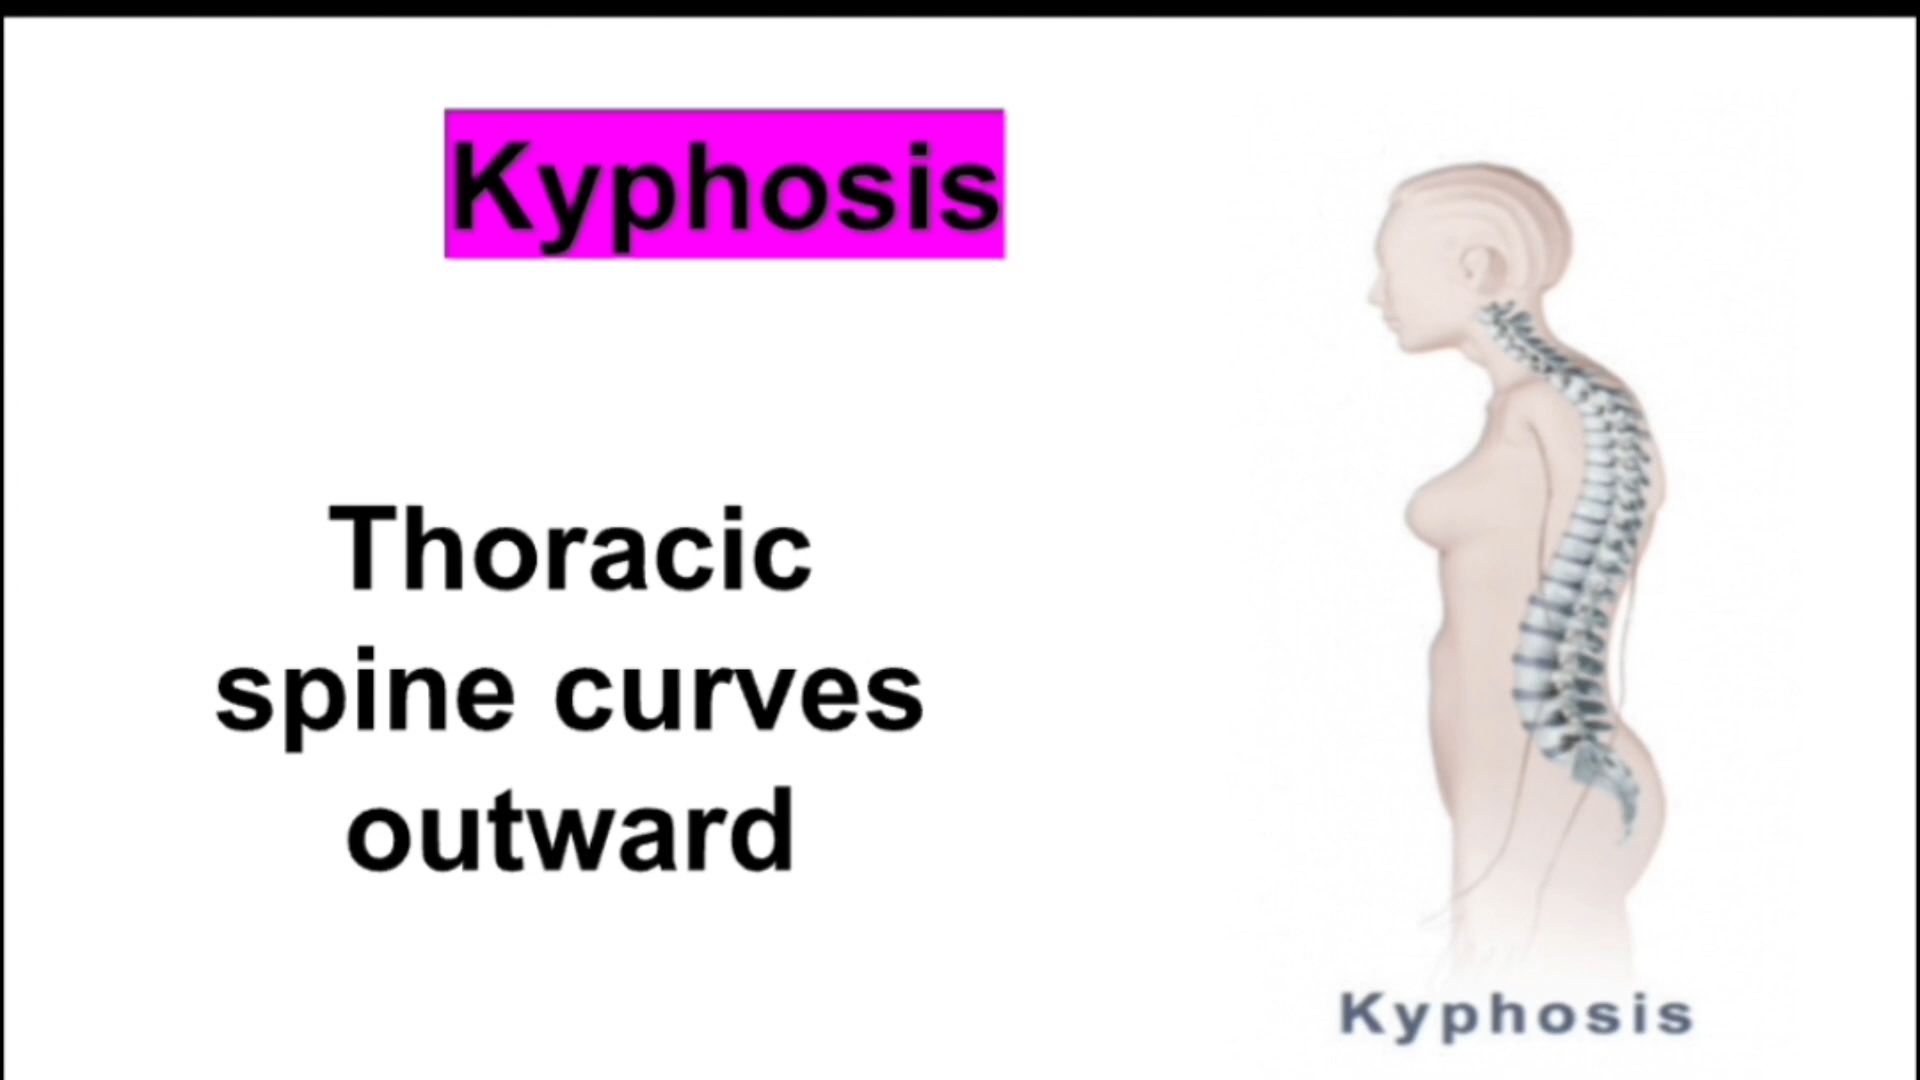 Kyphosis
Thoracic
spine curves
outward
Kyphosis